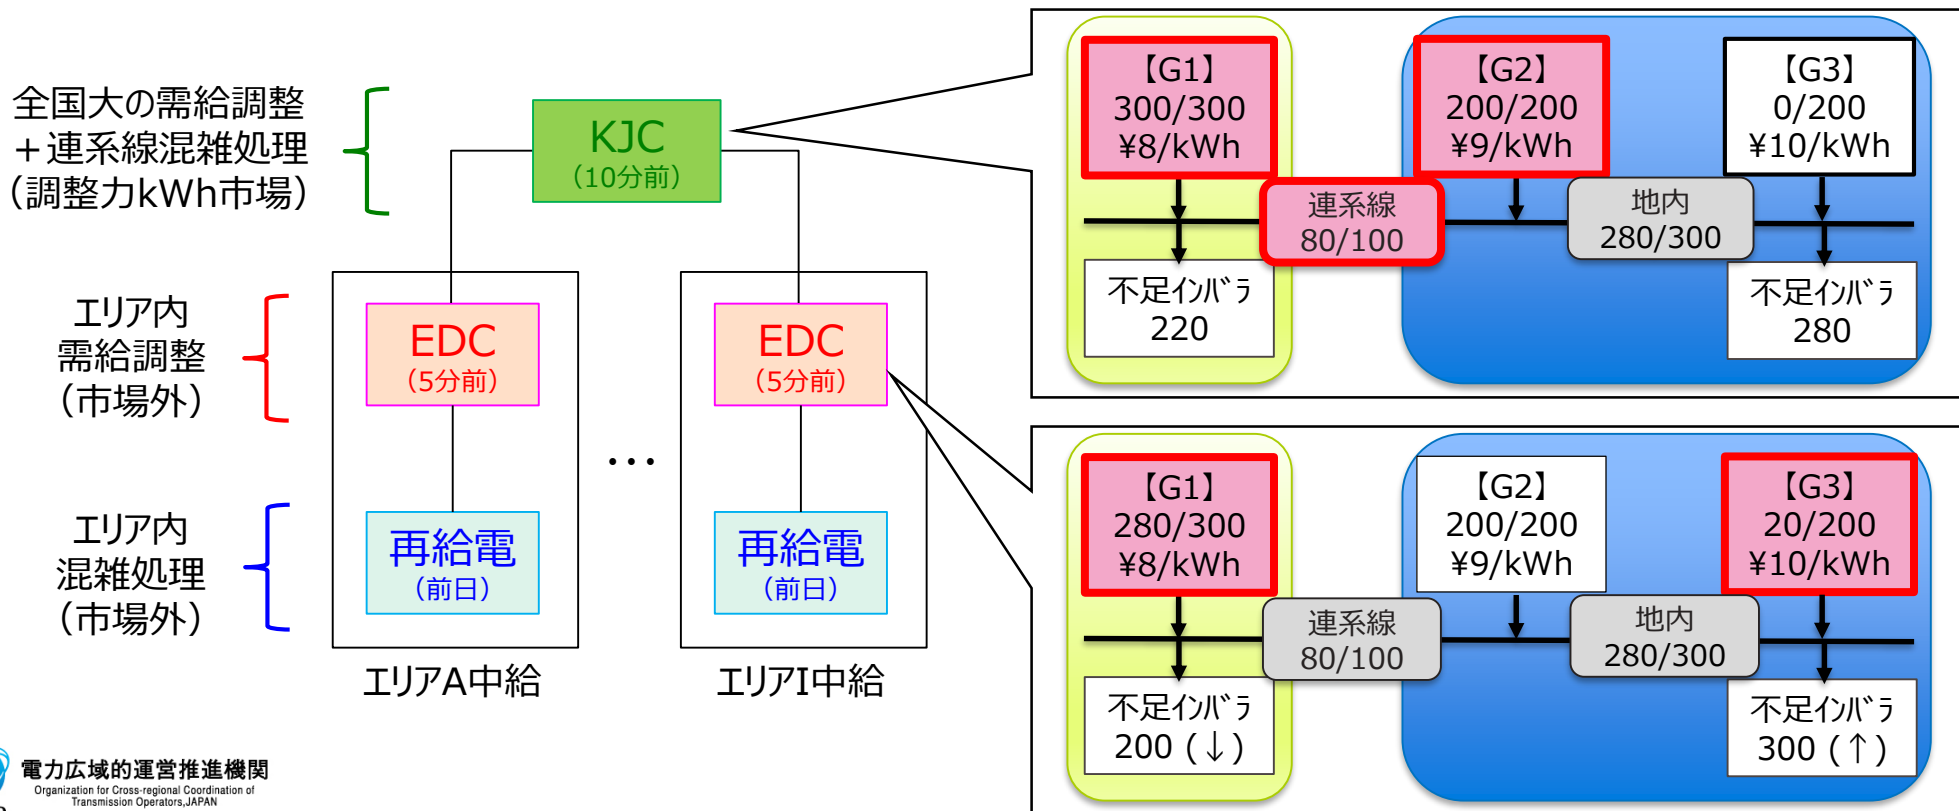 全国大の需給調整
＋連系線混雑処理
（調整力kWh市場）
エリア内
需給調整
（市場外）
エリア内
混雑処理
（市場外）
KJC
（10分前）
EDC
（5分前）
再給電
（前日）
エリアA中給
…
EDC
（5分前）
再給電
（前日）
エリアI中給
【G1】
300/300
¥8/kWh
【G2】
200/200
¥9/kWh
【G3】
0/200
¥10/kWh
連系線
80/100
地内
280/300
不足インバラ
220
不足インバラ
280
【G1】
280/300
¥8/kWh
【G2】
200/200
¥9/kWh
【G3】
20/200
¥10/kWh
連系線
80/100
地内
280/300
不足インバラ
200 (↓)
不足インバラ
300 (↑)
電力広域的運営推進機関
Organization for Cross-regional Coordination of
Transmission Operators,JAPAN